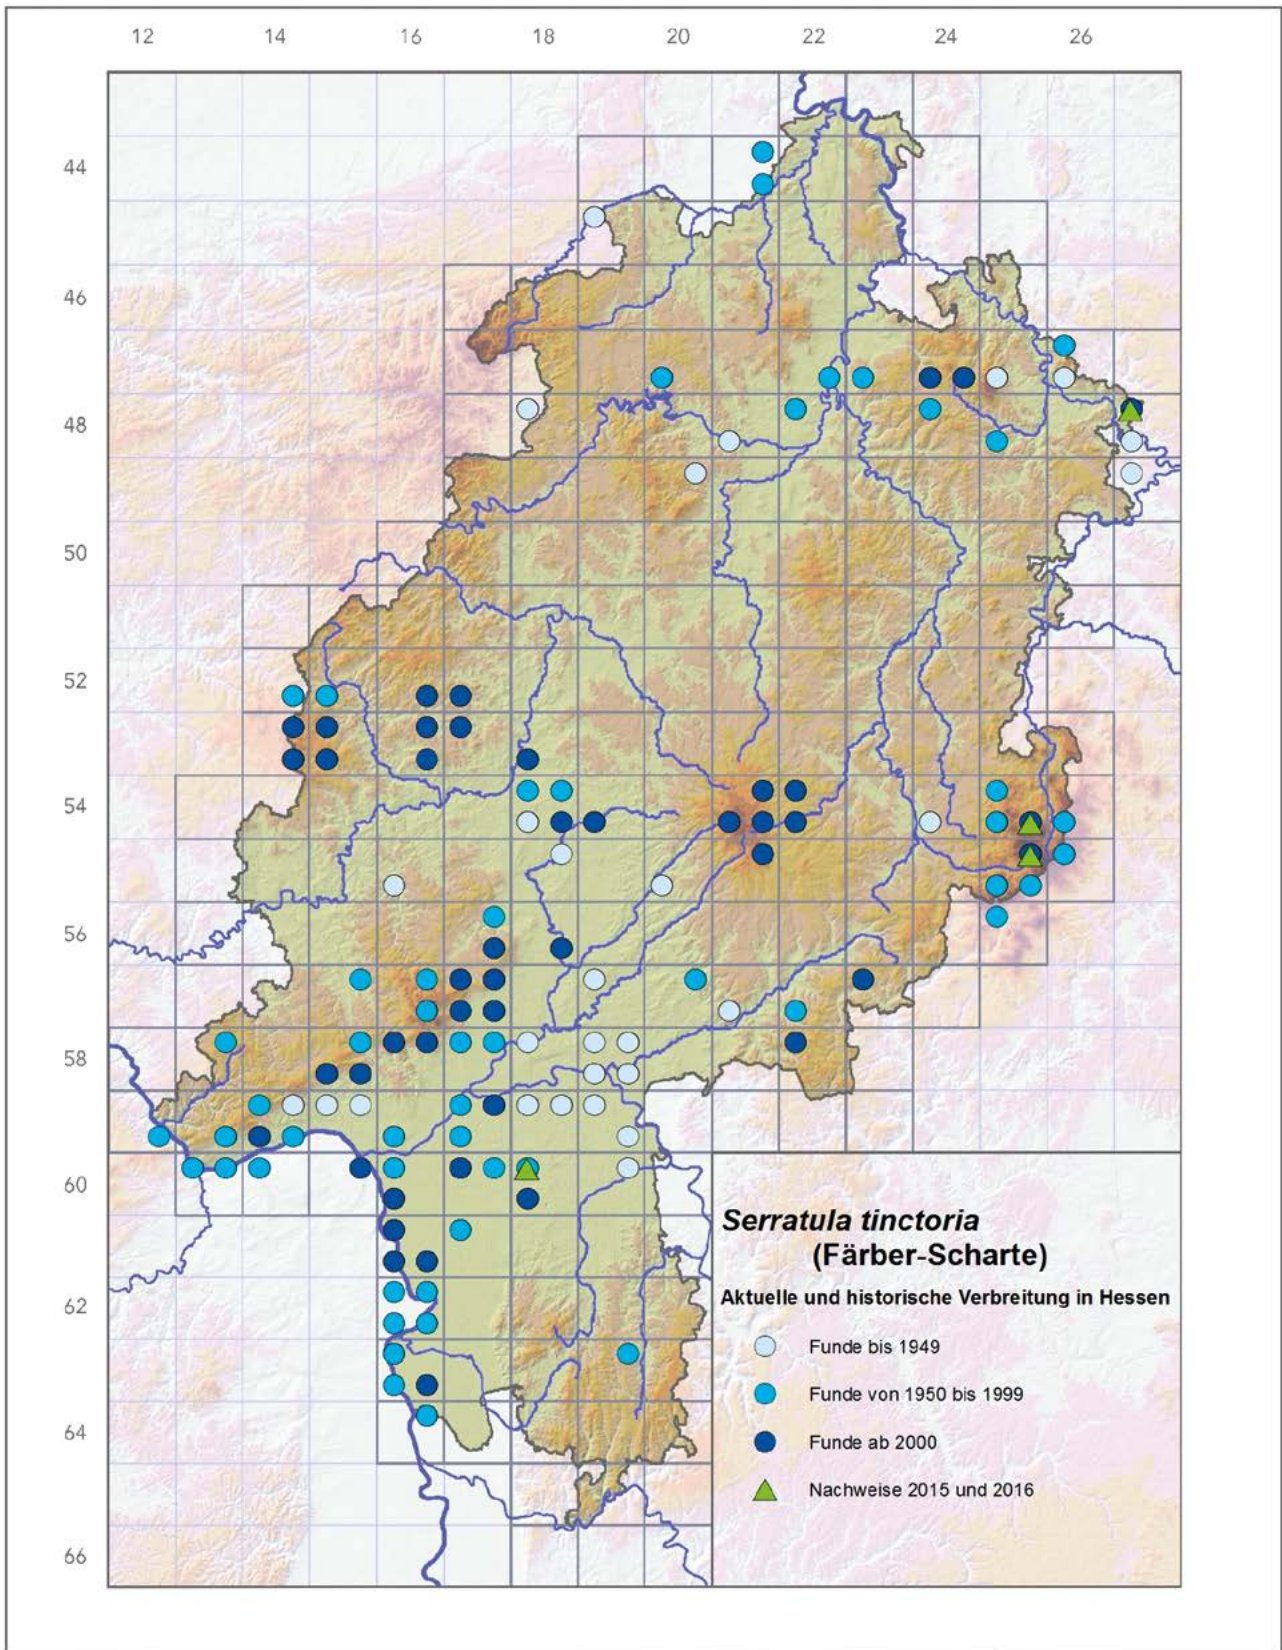 12 14 16 18 20 22 24 26
44
46
48
50
52
54
56
58
60
62
64
66
Serratula tinctoria
(Färber-Scharte)
Aktuelle und historische Verbreitung in Hessen
Funde bis 1949
Funde von 1950 bis 1999
Funde ab 2000
Nachweise 2015 und 2016